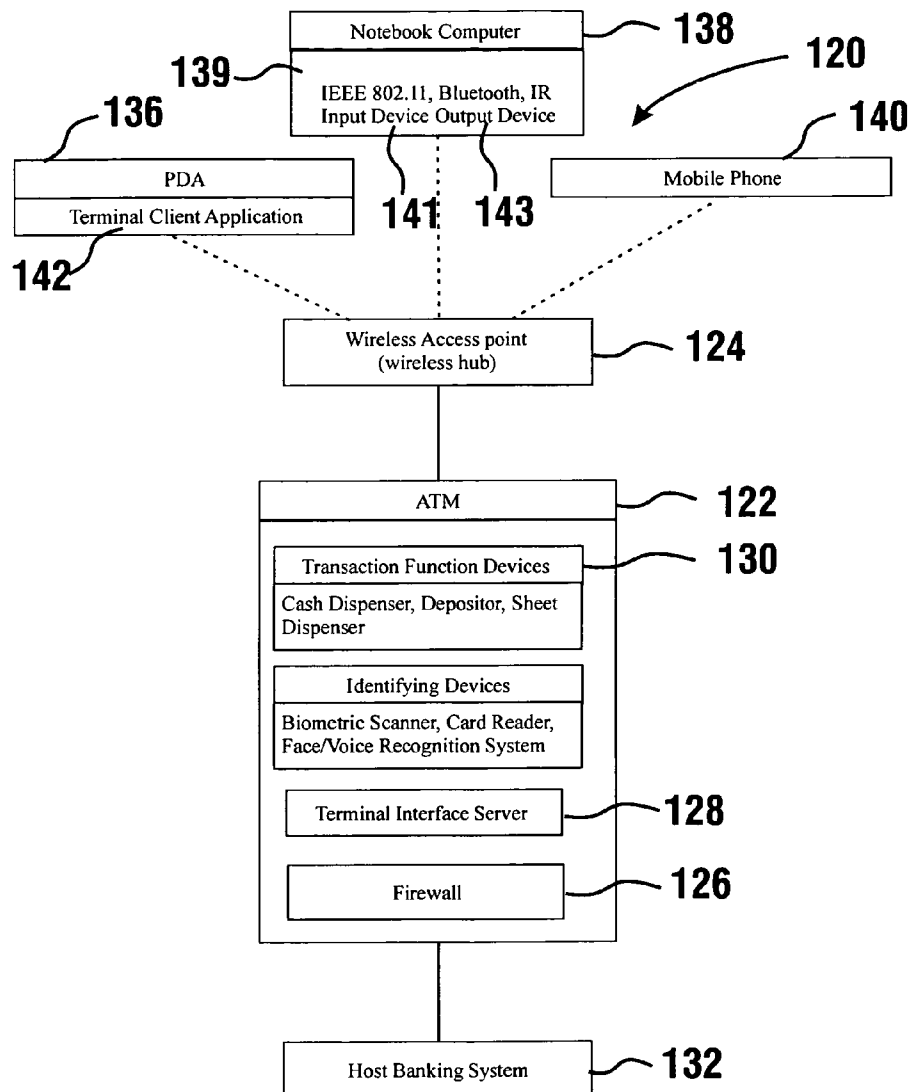 Notebook Computer
138
139
120
IEEE 802.11, Bluetooth, IR
Input Device Output Device
136
140
PDA
Mobile Phone
Terminal Client Application
141
143
142
Wireless Access point
(wireless hub)
124
ATM
122
Transaction Function Devices
130
Cash Dispenser, Depositor, Sheet
Dispenser
Identifying Devices
Biometric Scanner, Card Reader,
Face/Voice Recognition System
Terminal Interface Server
128
Firewall
126
Host Banking System
132